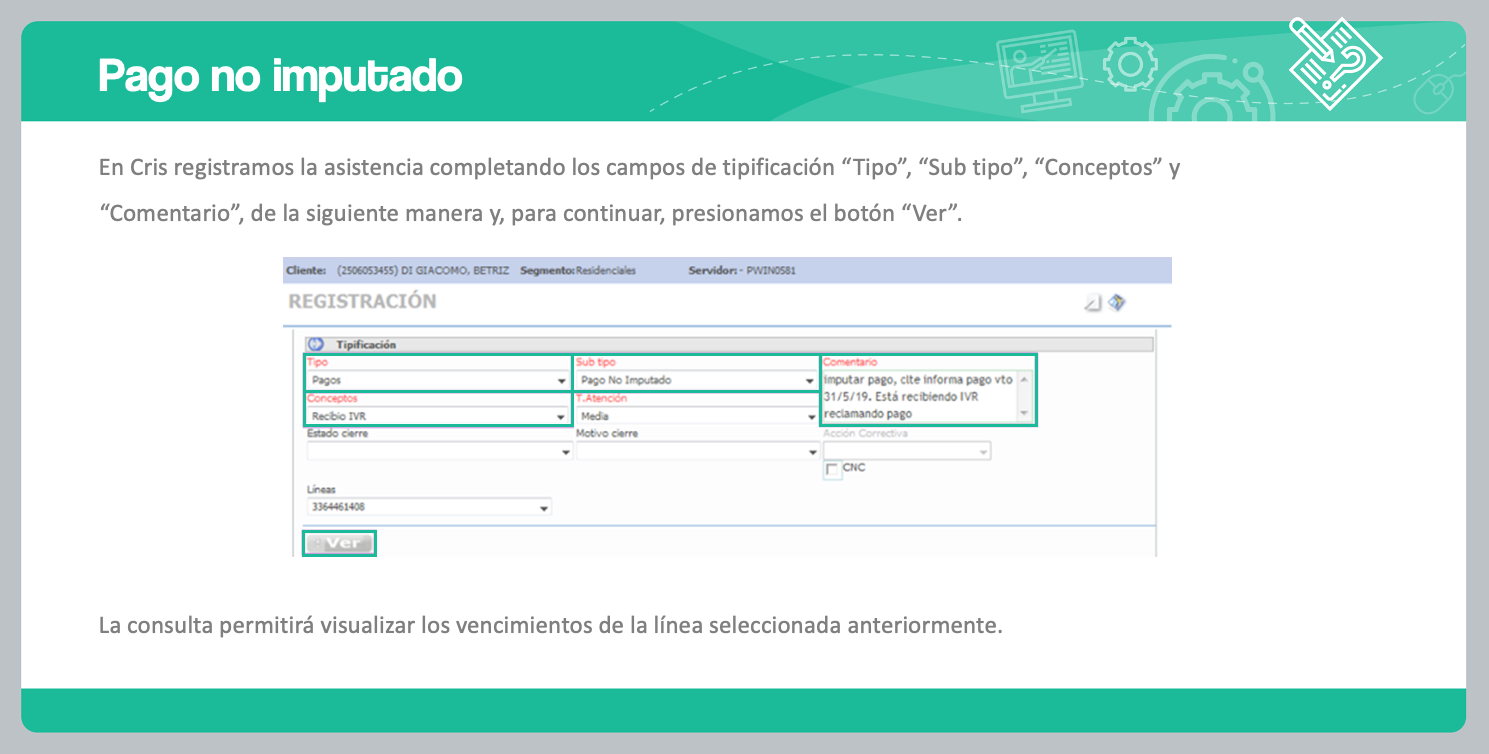 Pago no imputado
En Cris registramos la asistencia completando los campos de tipificación “Tipo”, “Sub tipo”, “Conceptos” y
“Comentario”, de la siguiente manera y, para continuar, presionamos el botón “Ver”.
Cliente: (2506053455) DI GIACOMO, BETRIZ Segmento: Residenciales Servidor: - PWIN0581
REGISTRACIÓN
Tipificación
Tipo Sub tipo Comentario
Pagos Pago No Imputado imputar pago, clte informa pago vto
Conceptos T.Atención 31/5/19. Está recibiendo IVR
Recibio IVR Media reclamando pago
Estado cierre Motivo cierre Acción Correctiva
CNC
Líneas
3364461408
Ver
La consulta permitirá visualizar los vencimientos de la línea seleccionada anteriormente.